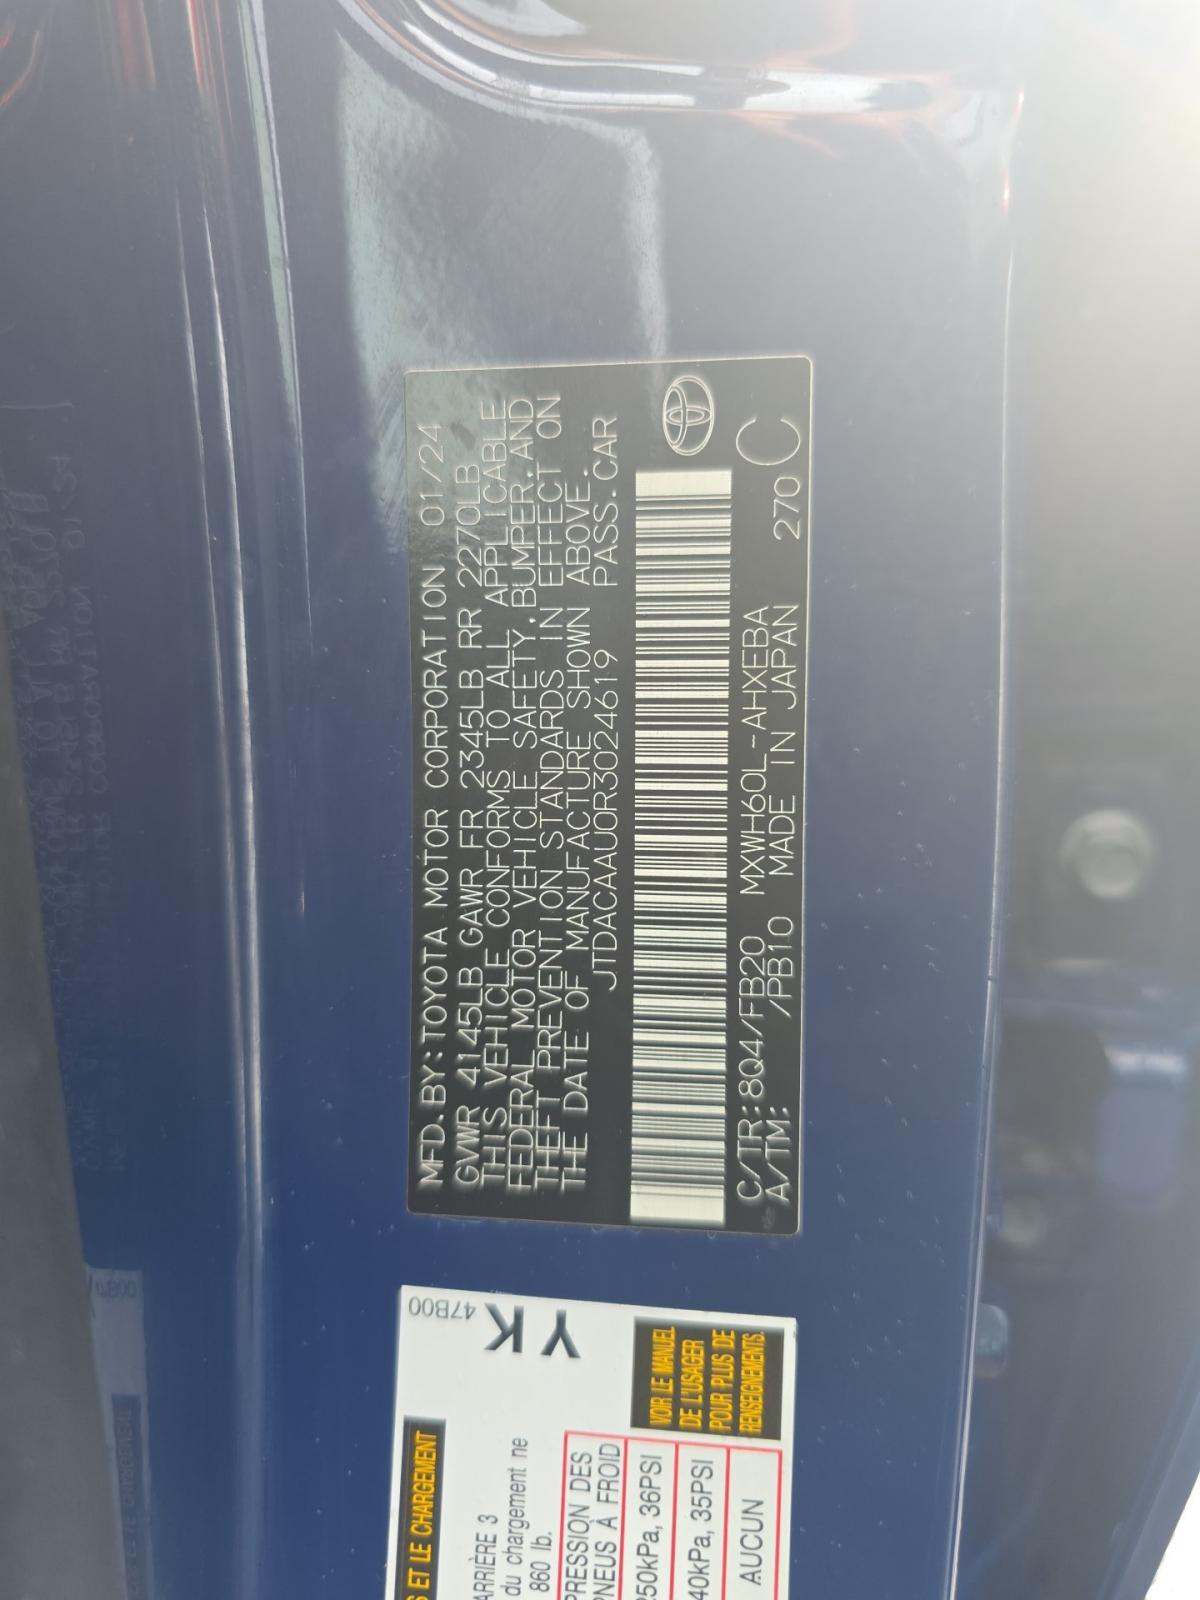 MFD.BY:TOYOTA MOTOR CORPORATION 01/24
GVWR 4145LB GAWR FR 2345LB RR 2270LB
THIS VEHICLE CONFORMS TO ALL APPLICABLE
FEDERAL MOTOR VEHICLE SAFETY,BUMPER,AND
THEFT PREVENTION STANDARDS IN EFFECT ON
THE DATE OF MANUFACTURE SHOWN ABOVE.
JTDACAAU0R3024619 PASS.CAR
C/TR:8Q4/FB20 MXWH60L-AHXEBA C
A/TM: /PB10 MADE IN JAPAN 270
47B00
YK
ET LE CHARGEMENT
ARRIÈRE 3
du chargement ne
860 lb.
PRESSION DES
PNEUS À FROID
250kPa, 36PSI
40kPa, 35PSI
AUCUN
VOIR LE MANUEL
DE L'USAGER
POUR PLUS DE
RENSEIGNEMENTS.